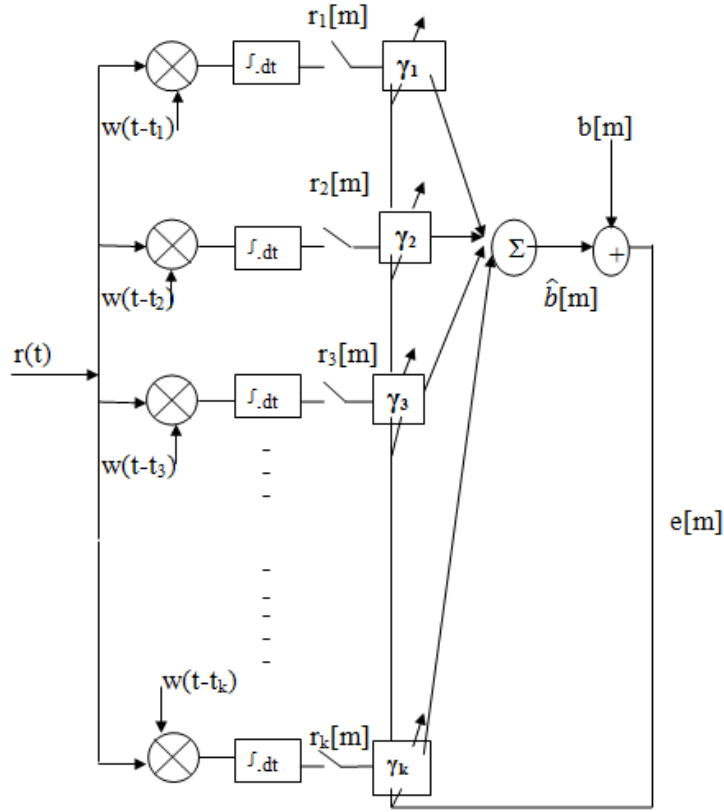 r₁[m]
∫.dt
γ₁
w(t-t₁)
b[m]
r₂[m]
∫.dt
γ₂
Σ
+
w(t-t₂)
b̂[m]
r(t)
r₃[m]
∫.dt
γ₃
w(t-t₃)
e[m]
w(t-tₖ)
rₖ[m]
∫.dt
γₖ